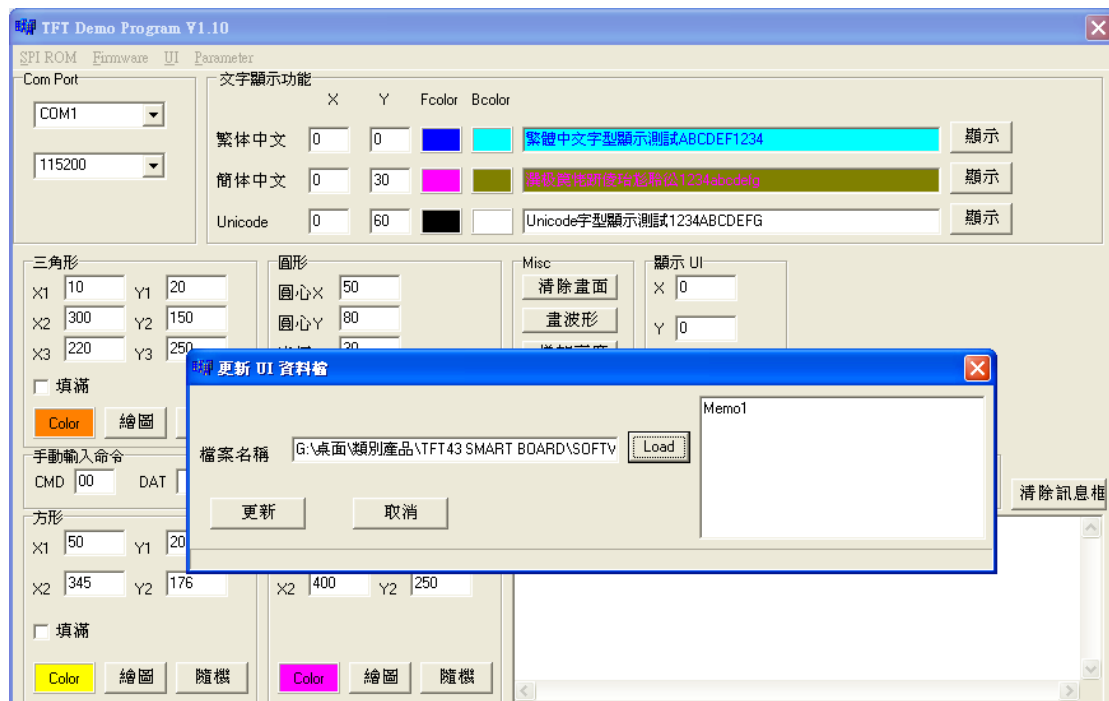 TFT Demo Program V1.10
SPI ROM Firmware UI Parameter
Com Port
COM1
115200
文字顯示功能
X Y Fcolor Bcolor
繁体中文 0 0 繁體中文字型顯示測試ABCDEF1234 顯示
簡体中文 0 30 1234abcdefg 顯示
Unicode 0 60 Unicode字型顯示測試1234ABCDEFG 顯示
三角形
X1 10 Y1 20
X2 300 Y2 150
X3 220 Y3 250
填滿
Color 繪圖
圓形
圓心X 50
圓心Y 80
30
Misc
清除畫面
畫波形
顯示 UI
X 0
Y 0
更新 UI 資料檔
檔案名稱 G:\桌面\類別產品\TFT43 SMART BOARD\SOFTV Load
Memo1
更新 取消
手動輸入命令
CMD 00 DAT
清除訊息框
方形
X1 50 Y1 20
X2 345 Y2 176
填滿
Color 繪圖 隨機
X2 400 Y2 250
Color 繪圖 隨機